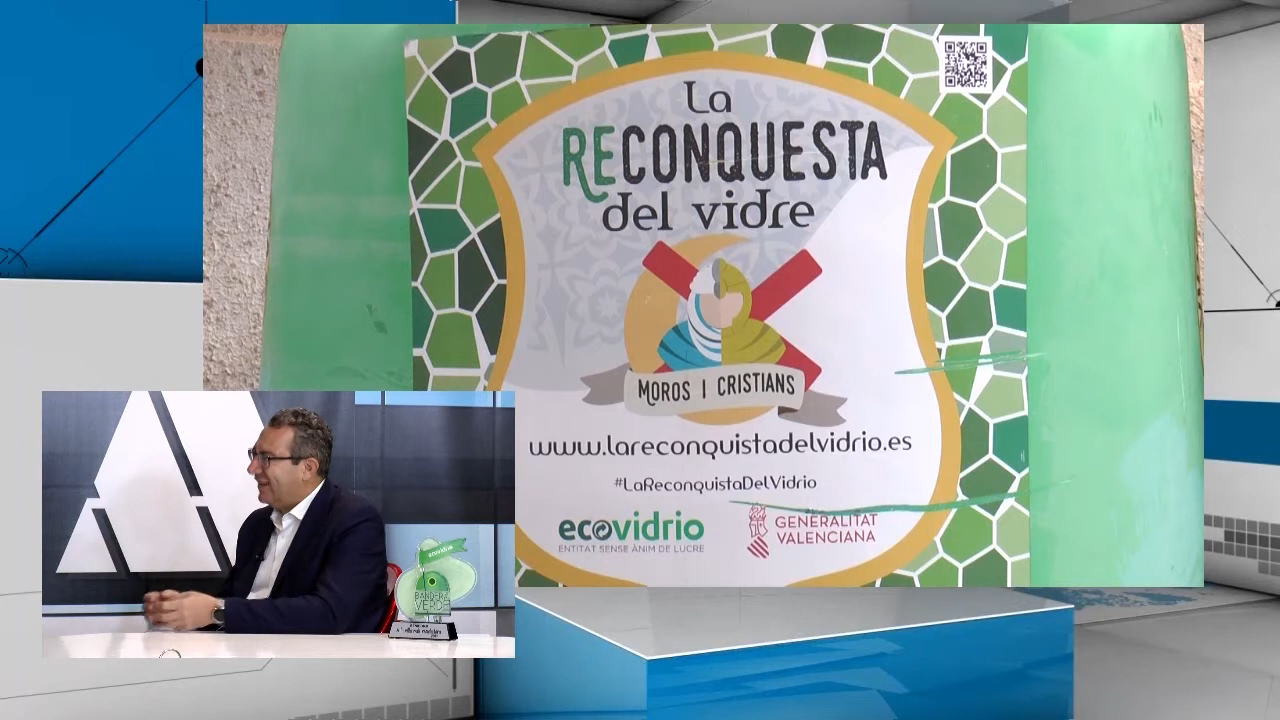 La
RECONQUESTA
del vidre
MOROS I CRISTIANS
www.lareconquistadelvidrio.es
#LaReconquistaDelVidrio
ecovidrio
ENTITAT SENSE ÀNIM DE LUCRE
GENERALITAT
VALENCIANA
ecovidrio
BANDERA
VERDE